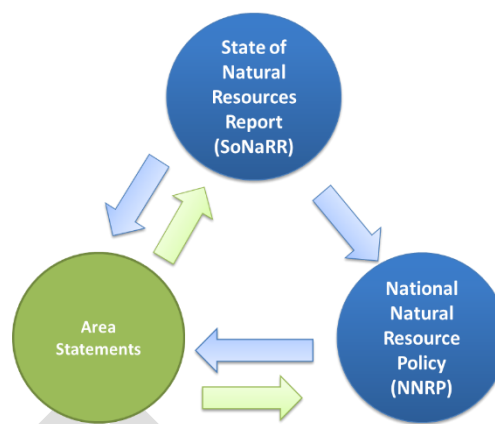 State of
Natural
Resources
Report
(SoNaRR)
Area
Statements
National
Natural
Resource
Policy
(NNRP)